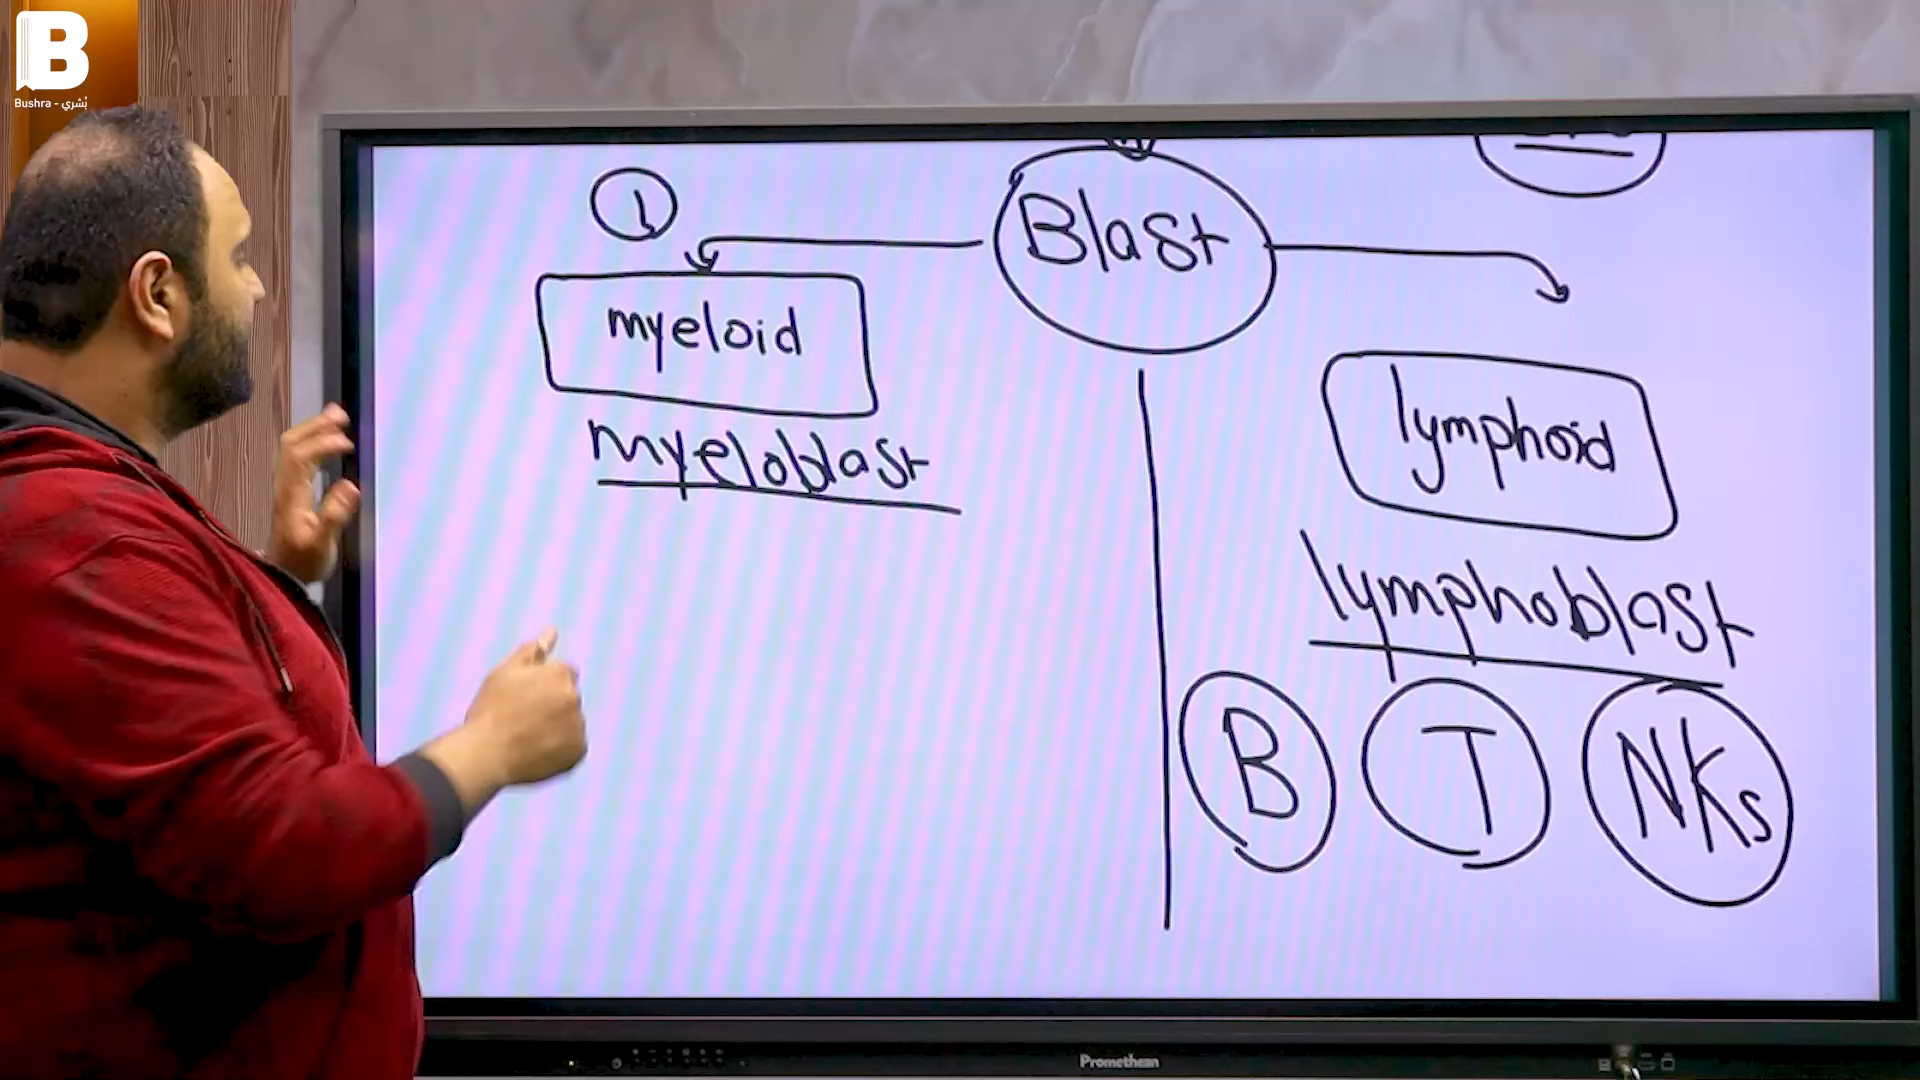 B
Bushra - بُشري
1
Blast
myeloid
myeloblast
lymphoid
lymphoblast
B
T
NKs
Promethean